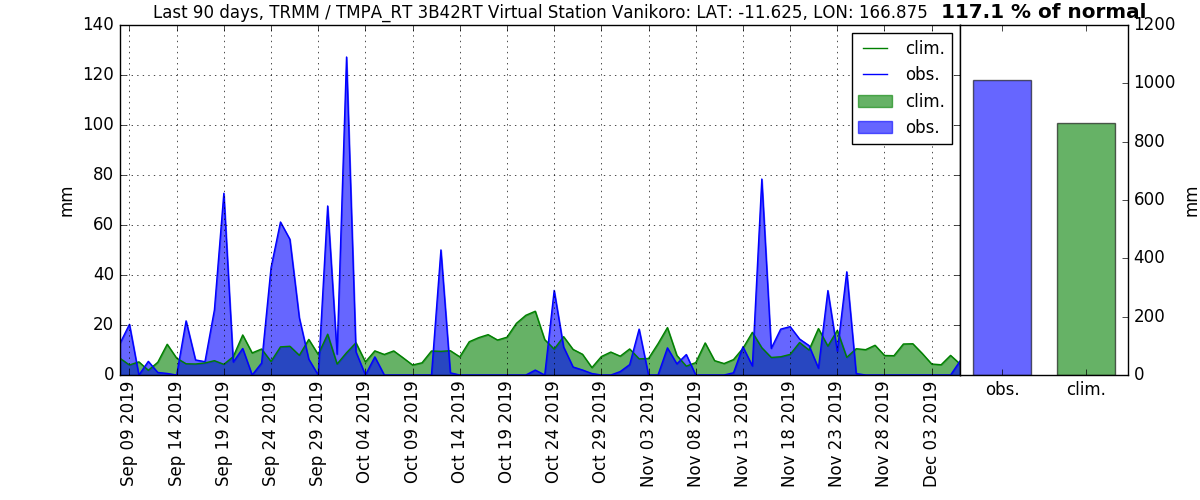 Last 90 days, TRMM / TMPA_RT 3B42RT Virtual Station Vanikoro: LAT: -11.625, LON: 166.875 117.1 % of normal
140
120
100
80
60
40
20
0
mm
clim.
obs.
clim.
obs.
Sep 09 2019
Sep 14 2019
Sep 19 2019
Sep 24 2019
Sep 29 2019
Oct 04 2019
Oct 09 2019
Oct 14 2019
Oct 19 2019
Oct 24 2019
Oct 29 2019
Nov 03 2019
Nov 08 2019
Nov 13 2019
Nov 18 2019
Nov 23 2019
Nov 28 2019
Dec 03 2019
1200
1000
800
600
400
200
0
mm
obs. clim.